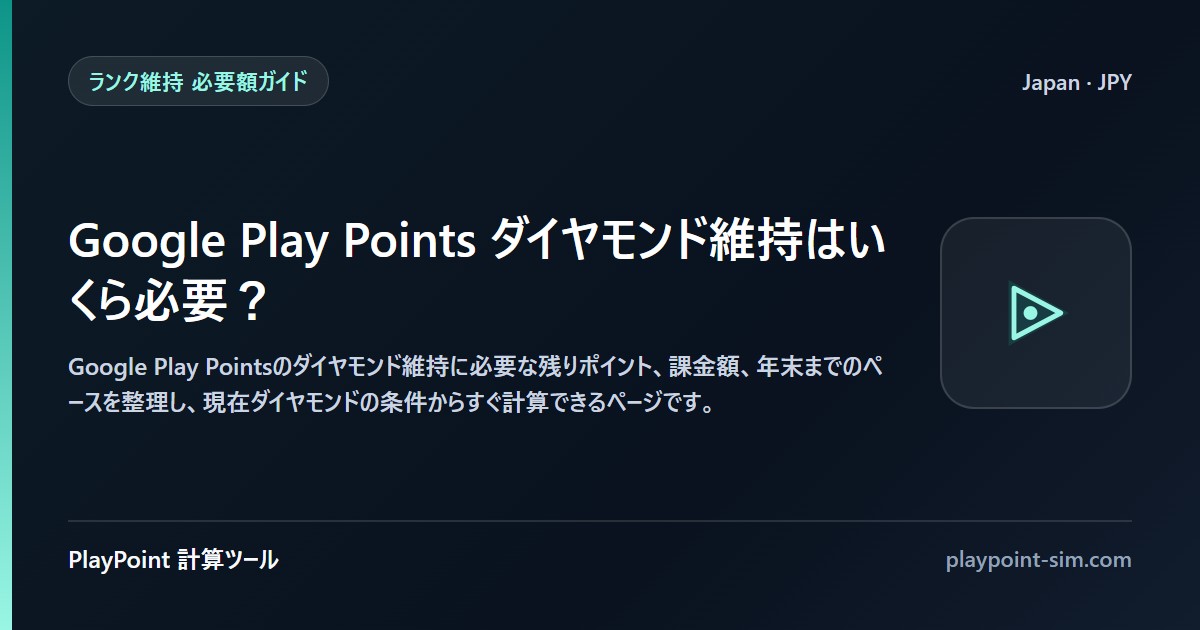 ランク維持 必要額ガイド
Japan · JPY
Google Play Points ダイヤモンド維持はい
くら必要？
Google Play Pointsのダイヤモンド維持に必要な残りポイント、課金額、年末までのペ
ースを整理し、現在ダイヤモンドの条件からすぐ計算できるページです。
PlayPoint 計算ツール
playpoint-sim.com